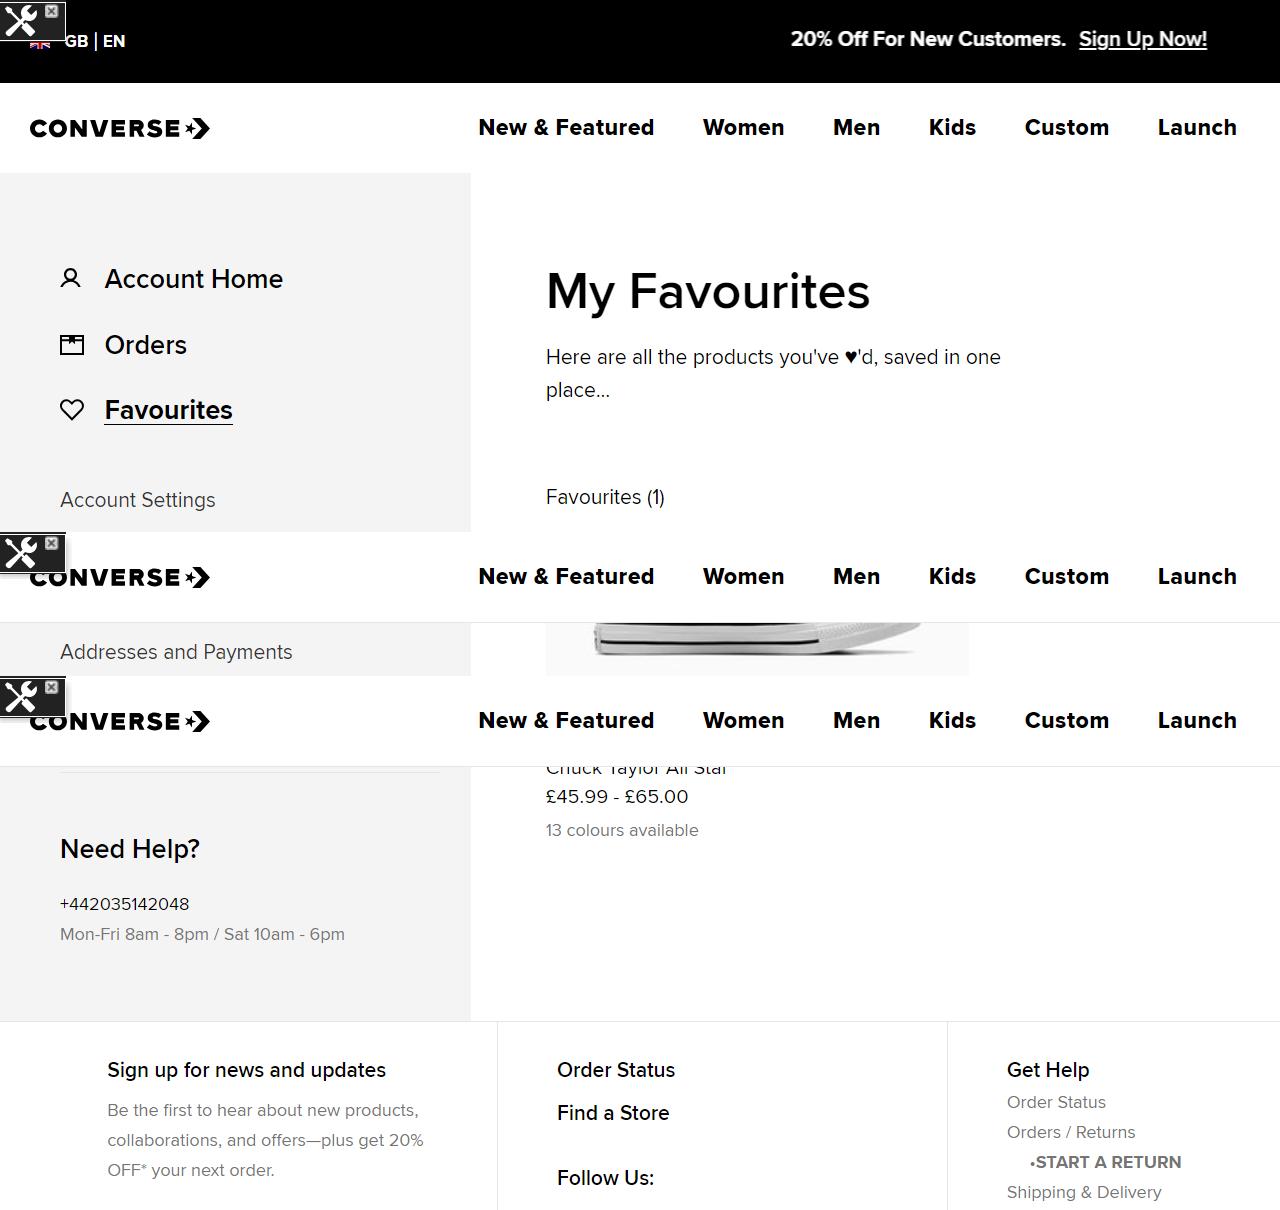 GB | EN
20% Off For New Customers. Sign Up Now!
CONVERSE
New & Featured Women Men Kids Custom Launch
Account Home
Orders
Favourites
Account Settings
My Favourites
Here are all the products you've ♥'d, saved in one
place...
Favourites (1)
CONVERSE
New & Featured Women Men Kids Custom Launch
Addresses and Payments
CONVERSE
New & Featured Women Men Kids Custom Launch
Chuck Taylor All Star
£45.99 - £65.00
13 colours available
Need Help?
+442035142048
Mon-Fri 8am - 8pm / Sat 10am - 6pm
Sign up for news and updates
Be the first to hear about new products,
collaborations, and offers—plus get 20%
OFF* your next order.
Order Status
Find a Store
Follow Us:
Get Help
Order Status
Orders / Returns
•START A RETURN
Shipping & Delivery